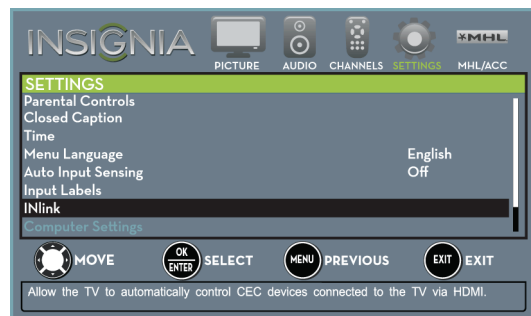 INSIGNIA
PICTURE AUDIO CHANNELS SETTINGS MHL MHL/ACC
SETTINGS
Parental Controls
Closed Caption
Time
Menu Language English
Auto Input Sensing Off
Input Labels
INlink
Computer Settings
MOVE OK ENTER SELECT MENU PREVIOUS EXIT EXIT
Allow the TV to automatically control CEC devices connected to the TV via HDMI.